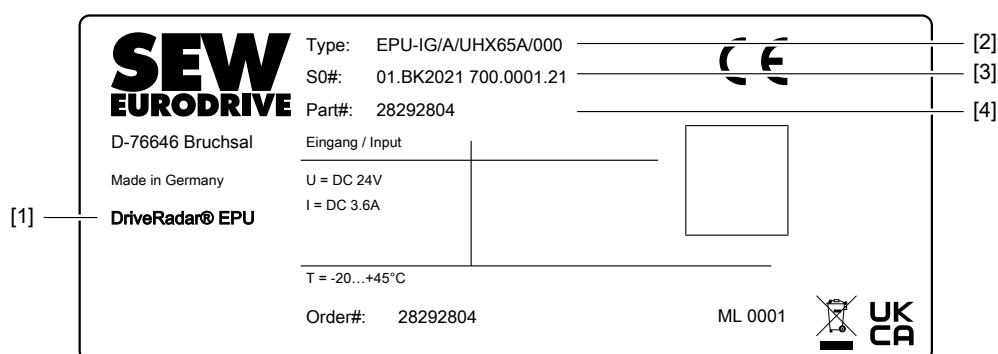 SEW
EURODRIVE
D-76646 Bruchsal
Made in Germany
[1]
DriveRadar® EPU
Type: EPU-IG/A/UHX65A/000
[2]
S0#: 01.BK2021 700.0001.21
[3]
Part#: 28292804
[4]
CE
Eingang / Input
U = DC 24V
I = DC 3.6A
T = -20...+45°C
Order#: 28292804
ML 0001
UK
CA